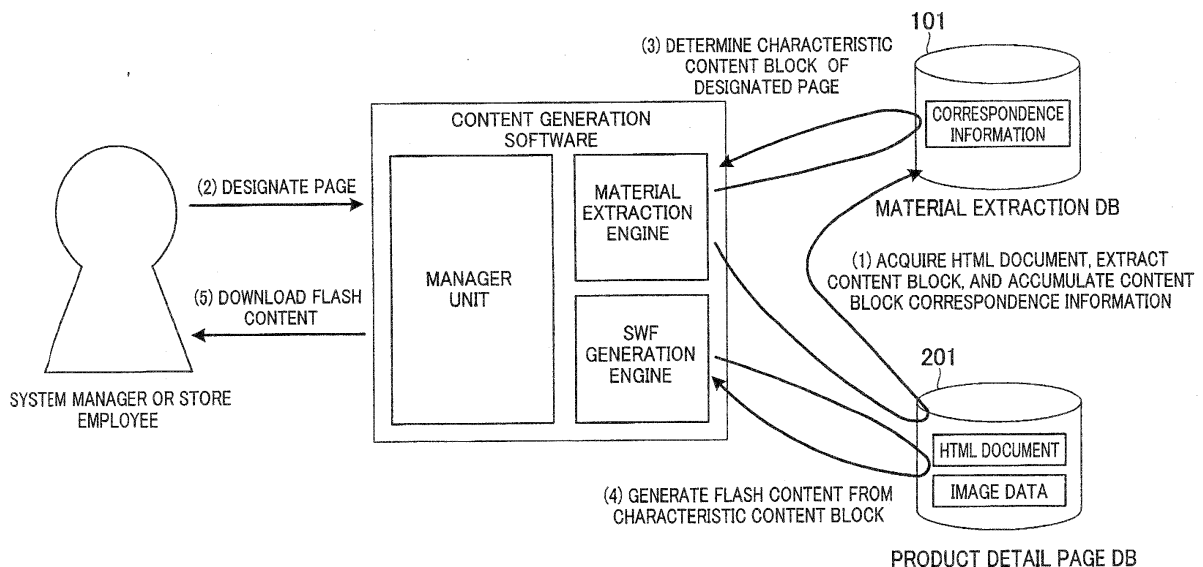 101
(3) DETERMINE CHARACTERISTIC
CONTENT BLOCK OF
DESIGNATED PAGE
CORRESPONDENCE
INFORMATION
MATERIAL EXTRACTION DB
CONTENT GENERATION
SOFTWARE
MANAGER
UNIT
MATERIAL
EXTRACTION
ENGINE
SWF
GENERATION
ENGINE
(2) DESIGNATE PAGE
(5) DOWNLOAD FLASH
CONTENT
SYSTEM MANAGER OR STORE
EMPLOYEE
(1) ACQUIRE HTML DOCUMENT, EXTRACT
CONTENT BLOCK, AND ACCUMULATE CONTENT
BLOCK CORRESPONDENCE INFORMATION
201
HTML DOCUMENT
IMAGE DATA
(4) GENERATE FLASH CONTENT FROM
CHARACTERISTIC CONTENT BLOCK
PRODUCT DETAIL PAGE DB